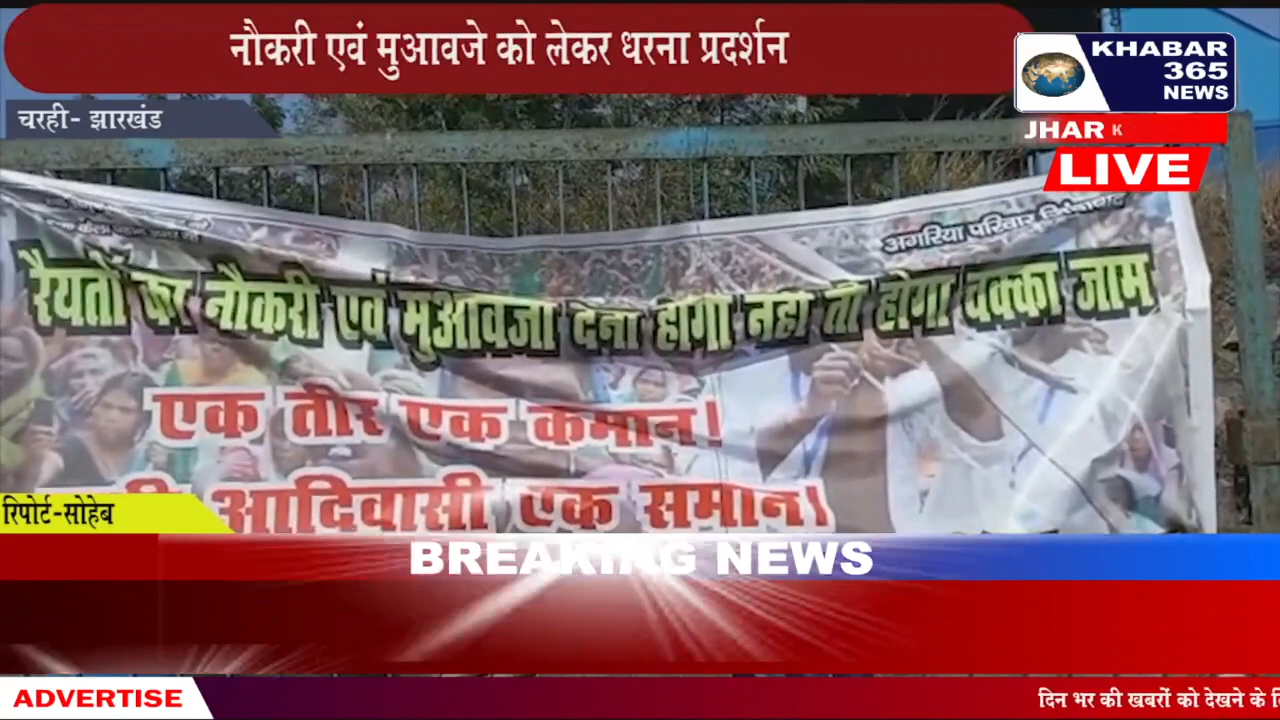 नौकरी एवं मुआवजे को लेकर धरना प्रदर्शन
KHABAR
365
NEWS
चरही- झारखंड
JHAR K
LIVE
अगरिया परिवार
रैयतों का नौकरी एवं मुआवजा देना होगा नहीं तो होगा चक्का जाम
एक तीर एक कमान।
आदिवासी एक समान।
रिपोर्ट-सोहेब
BREAKING NEWS
ADVERTISE
दिन भर की खबरों को देखने के